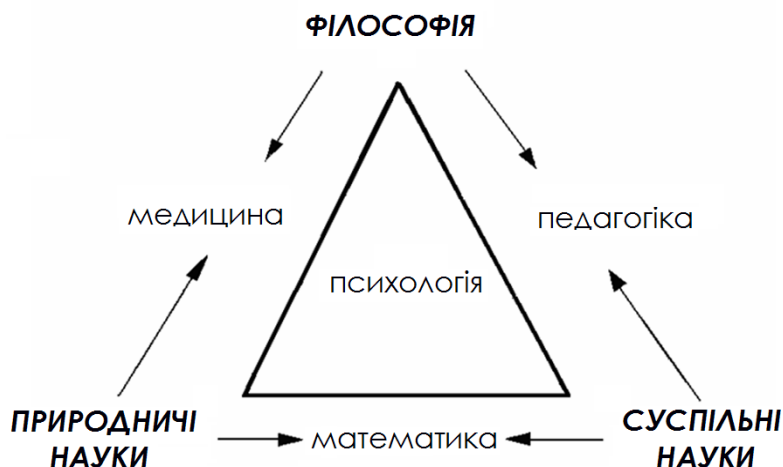 ФІЛОСОФІЯ
медицина
педагогіка
психологія
ПРИРОДНИЧІ
НАУКИ
математика
СУСПІЛЬНІ
НАУКИ